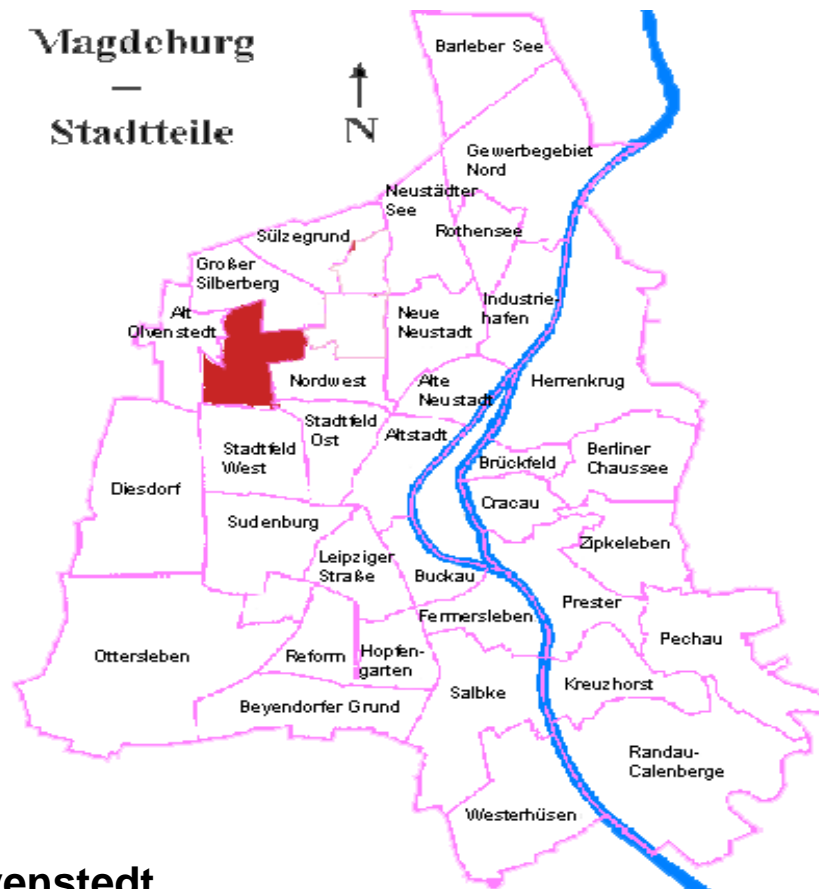 Magdeburg
–
Stadtteile
N
Barleber See
Gewerbegebiet
Nord
Neustädter
See
Rothensee
Sülzegrund
Großer
Silberberg
Alt
Olvenstedt
Neue
Neustadt
Industrie-
hafen
Nordwest
Alte
Neustadt
Herrenkrug
Stadtfeld
Ost
Altstadt
Stadtfeld
West
Brückfeld
Berliner
Chaussee
Diesdorf
Cracau
Sudenburg
Zipkeleben
Leipziger
Straße
Buckau
Prester
Fermersleben
Pechau
Ottersleben
Reform
Hopfen-
garten
Salbke
Kreuzhorst
Beyendorfer Grund
Randau-
Calenberge
Westerhüsen
venstedt